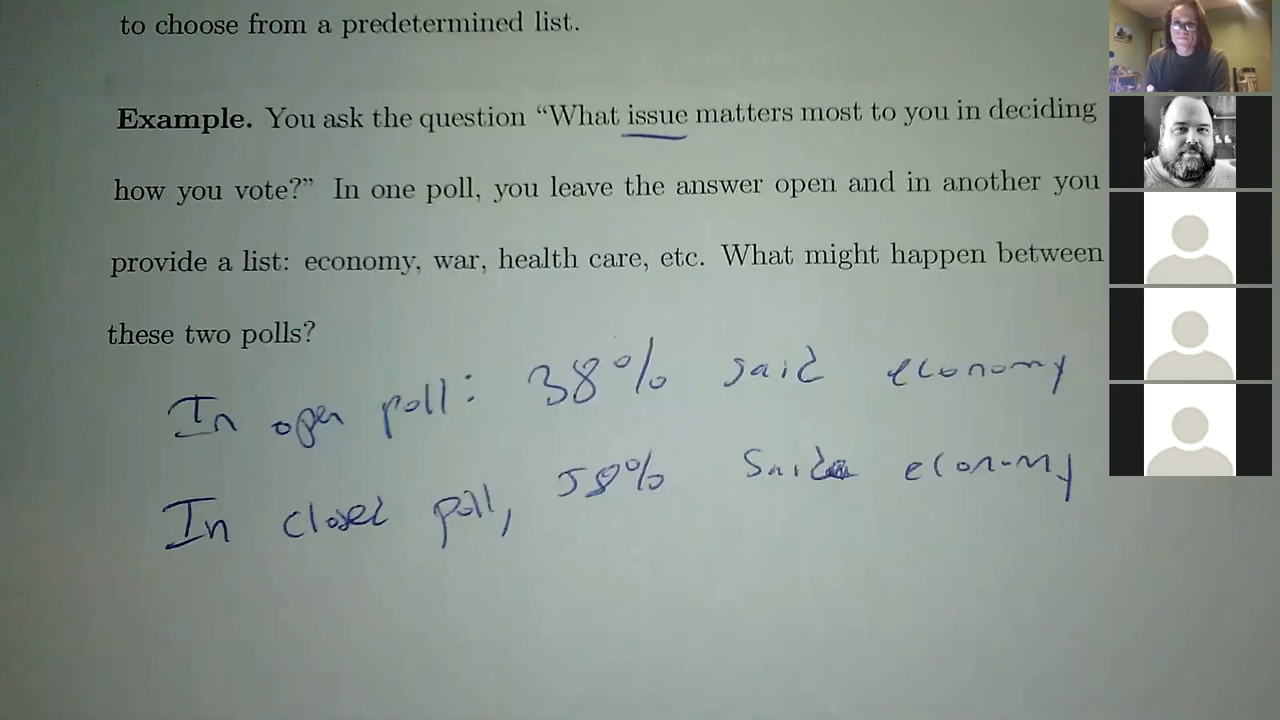 to choose from a predetermined list.
Example. You ask the question “What issue matters most to you in deciding
how you vote?” In one poll, you leave the answer open and in another you
provide a list: economy, war, health care, etc. What might happen between
these two polls?
In open poll: 38% said economy
In closed poll, 58% said economy